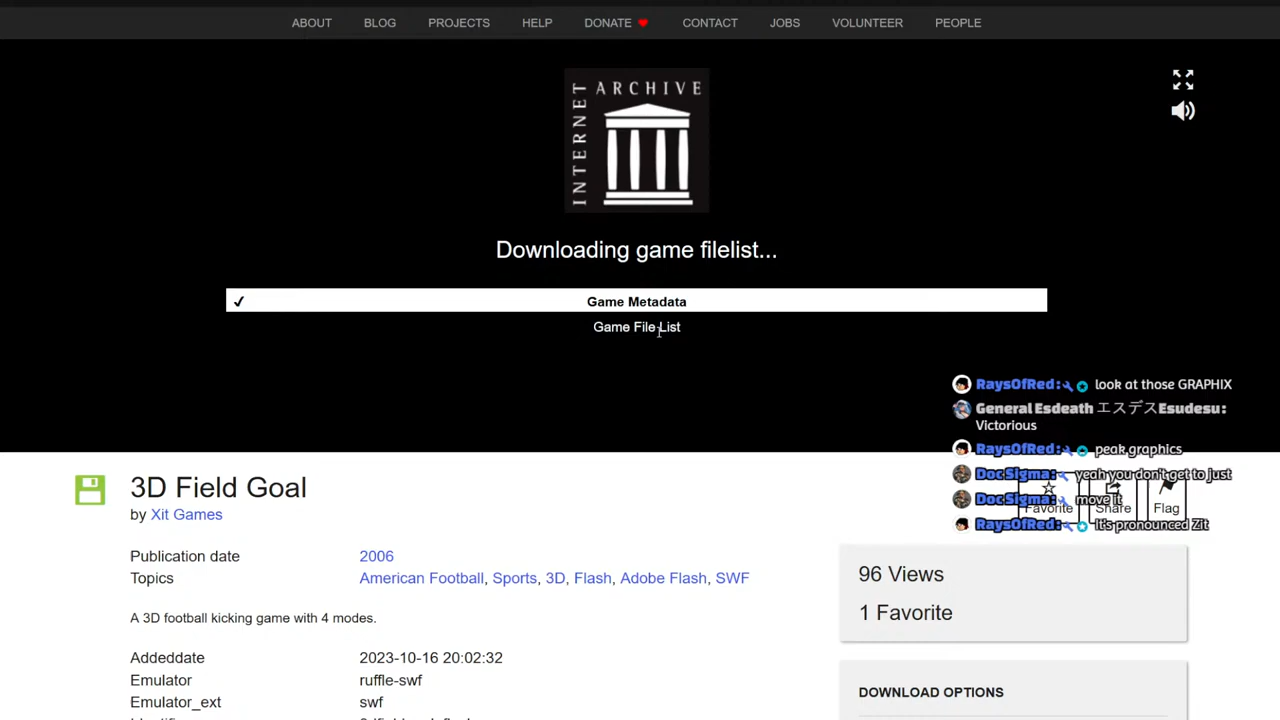 ABOUT BLOG PROJECTS HELP DONATE CONTACT JOBS VOLUNTEER PEOPLE
INTERNET
ARCHIVE
Downloading game filelist...
✓ Game Metadata
Game File List
RaysOfRed: look at those GRAPHIX
General Esdeath エスデスEsudesu:
Victorious
RaysOfRed: peak graphics
DocSigma: yeah you don't get to just
DocSigma: move it
RaysOfRed: It's pronounced Zit
Favorite Share Flag
3D Field Goal
by Xit Games
Publication date 2006
Topics American Football, Sports, 3D, Flash, Adobe Flash, SWF
A 3D football kicking game with 4 modes.
Addeddate 2023-10-16 20:02:32
Emulator ruffle-swf
Emulator_ext swf
96 Views
1 Favorite
DOWNLOAD OPTIONS